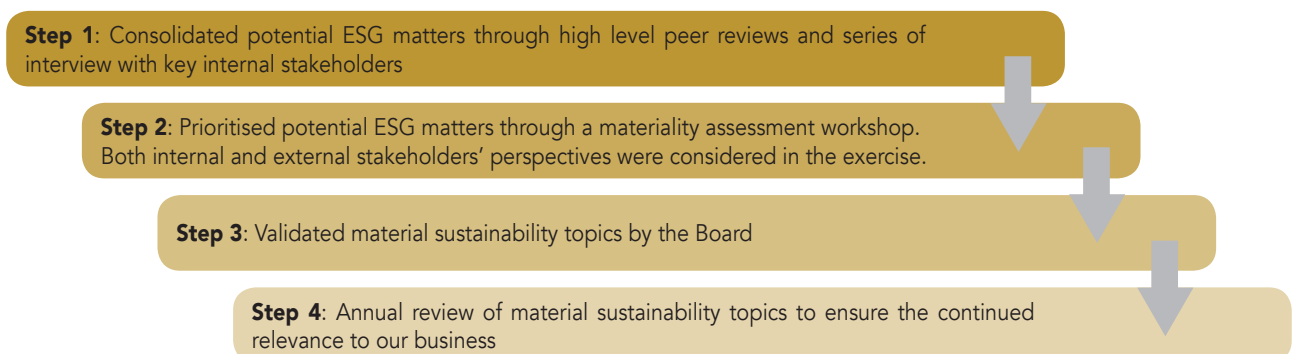 Step 1: Consolidated potential ESG matters through high level peer reviews and series of
interview with key internal stakeholders
Step 2: Prioritised potential ESG matters through a materiality assessment workshop.
Both internal and external stakeholders’ perspectives were considered in the exercise.
Step 3: Validated material sustainability topics by the Board
Step 4: Annual review of material sustainability topics to ensure the continued
relevance to our business